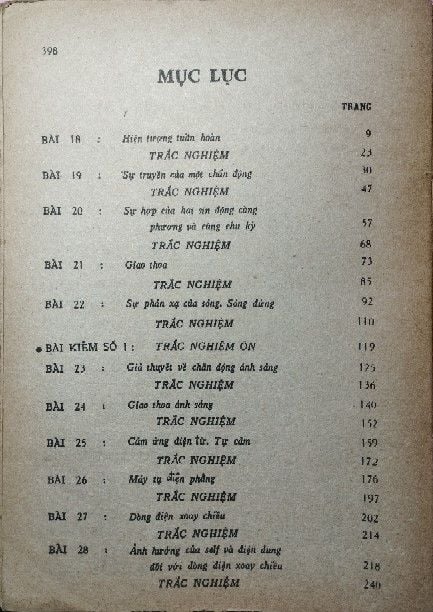 398
MỤC LỤC
TRANG
BÀI 18 : Hiện tượng tuần hoàn 9
TRẮC NGHIỆM 23
BÀI 19 : Sự truyền của một chấn động 30
TRẮC NGHIỆM 47
BÀI 20 : Sự hợp của hai sin động cùng
phương và cùng chu kỳ 57
TRẮC NGHIỆM 68
BÀI 21 : Giao thoa 73
TRẮC NGHIỆM 85
BÀI 22 : Sự phản xạ của sóng. Sóng đứng 92
TRẮC NGHIỆM 110
● BÀI KIỂM SỐ 1 : TRẮC NGHIỆM ÔN 119
BÀI 23 : Giả thuyết về chấn động ánh sáng 125
TRẮC NGHIỆM 136
BÀI 24 : Giao thoa ánh sáng 140
TRẮC NGHIỆM 152
BÀI 25 : Cảm ứng điện từ. Tự cảm 159
TRẮC NGHIỆM 172
BÀI 26 : Máy tụ điện phẳng 176
TRẮC NGHIỆM 197
BÀI 27 : Dòng điện xoay chiều 202
TRẮC NGHIỆM 214
BÀI 28 : Ảnh hưởng của self và điện dung
đối với dòng điện xoay chiều 218
TRẮC NGHIỆM 240